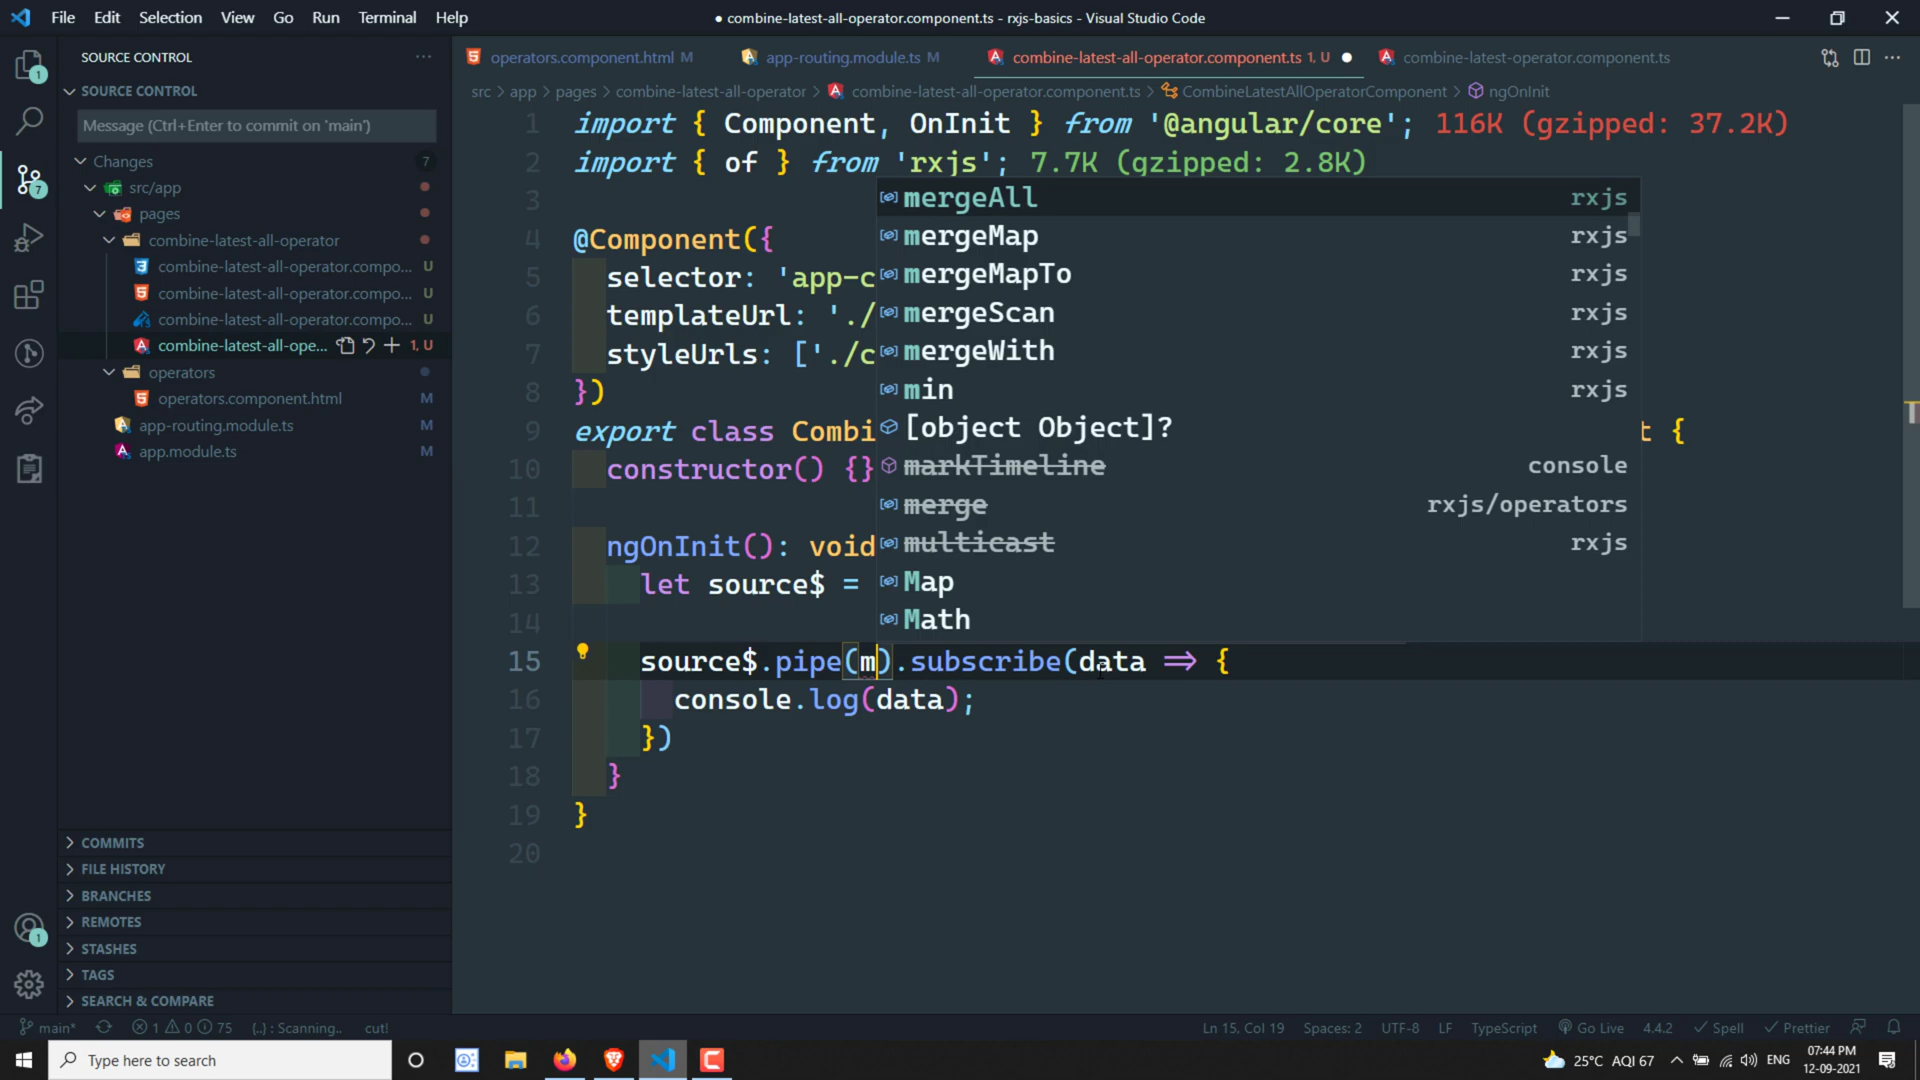 File Edit Selection View Go Run Terminal Help
● combine-latest-all-operator.component.ts - rxjs-basics - Visual Studio Code
SOURCE CONTROL
operators.component.html M
app-routing.module.ts M
combine-latest-all-operator.component.ts 1, U
combine-latest-operator.component.ts
SOURCE CONTROL
src > app > pages > combine-latest-all-operator > combine-latest-all-operator.component.ts > CombineLatestAllOperatorComponent > ngOnInit
Message (Ctrl+Enter to commit on 'main')
Changes 7
src/app
pages
combine-latest-all-operator
combine-latest-all-operator.compo... U
combine-latest-all-operator.compo... U
combine-latest-all-operator.compo... U
combine-latest-all-ope... 1, U
operators
operators.component.html M
app-routing.module.ts M
app.module.ts M
COMMITS
FILE HISTORY
BRANCHES
REMOTES
STASHES
TAGS
SEARCH & COMPARE
1
7
1
1 import { Component, OnInit } from '@angular/core'; 116K (gzipped: 37.2K)
2 import { of } from 'rxjs'; 7.7K (gzipped: 2.8K)
3
4 @Component({
5 selector: 'app-c
6 templateUrl: './
7 styleUrls: ['./c
8 })
9 export class Combi t {
10 constructor() {}
11
12 ngOnInit(): void
13 let source$ =
14
15 source$.pipe(m).subscribe(data => {
16 console.log(data);
17 })
18 }
19 }
20
mergeAll rxjs
mergeMap rxjs
mergeMapTo rxjs
mergeScan rxjs
mergeWith rxjs
min rxjs
[object Object]?
markTimeline console
merge rxjs/operators
multicast rxjs
Map
Math
main* 1 0 75 {..} : Scanning.. cut!
Ln 15, Col 19 Spaces: 2 UTF-8 LF TypeScript Go Live 4.4.2 Spell Prettier
Type here to search
25°C AQI 67 ENG 07:44 PM
12-09-2021